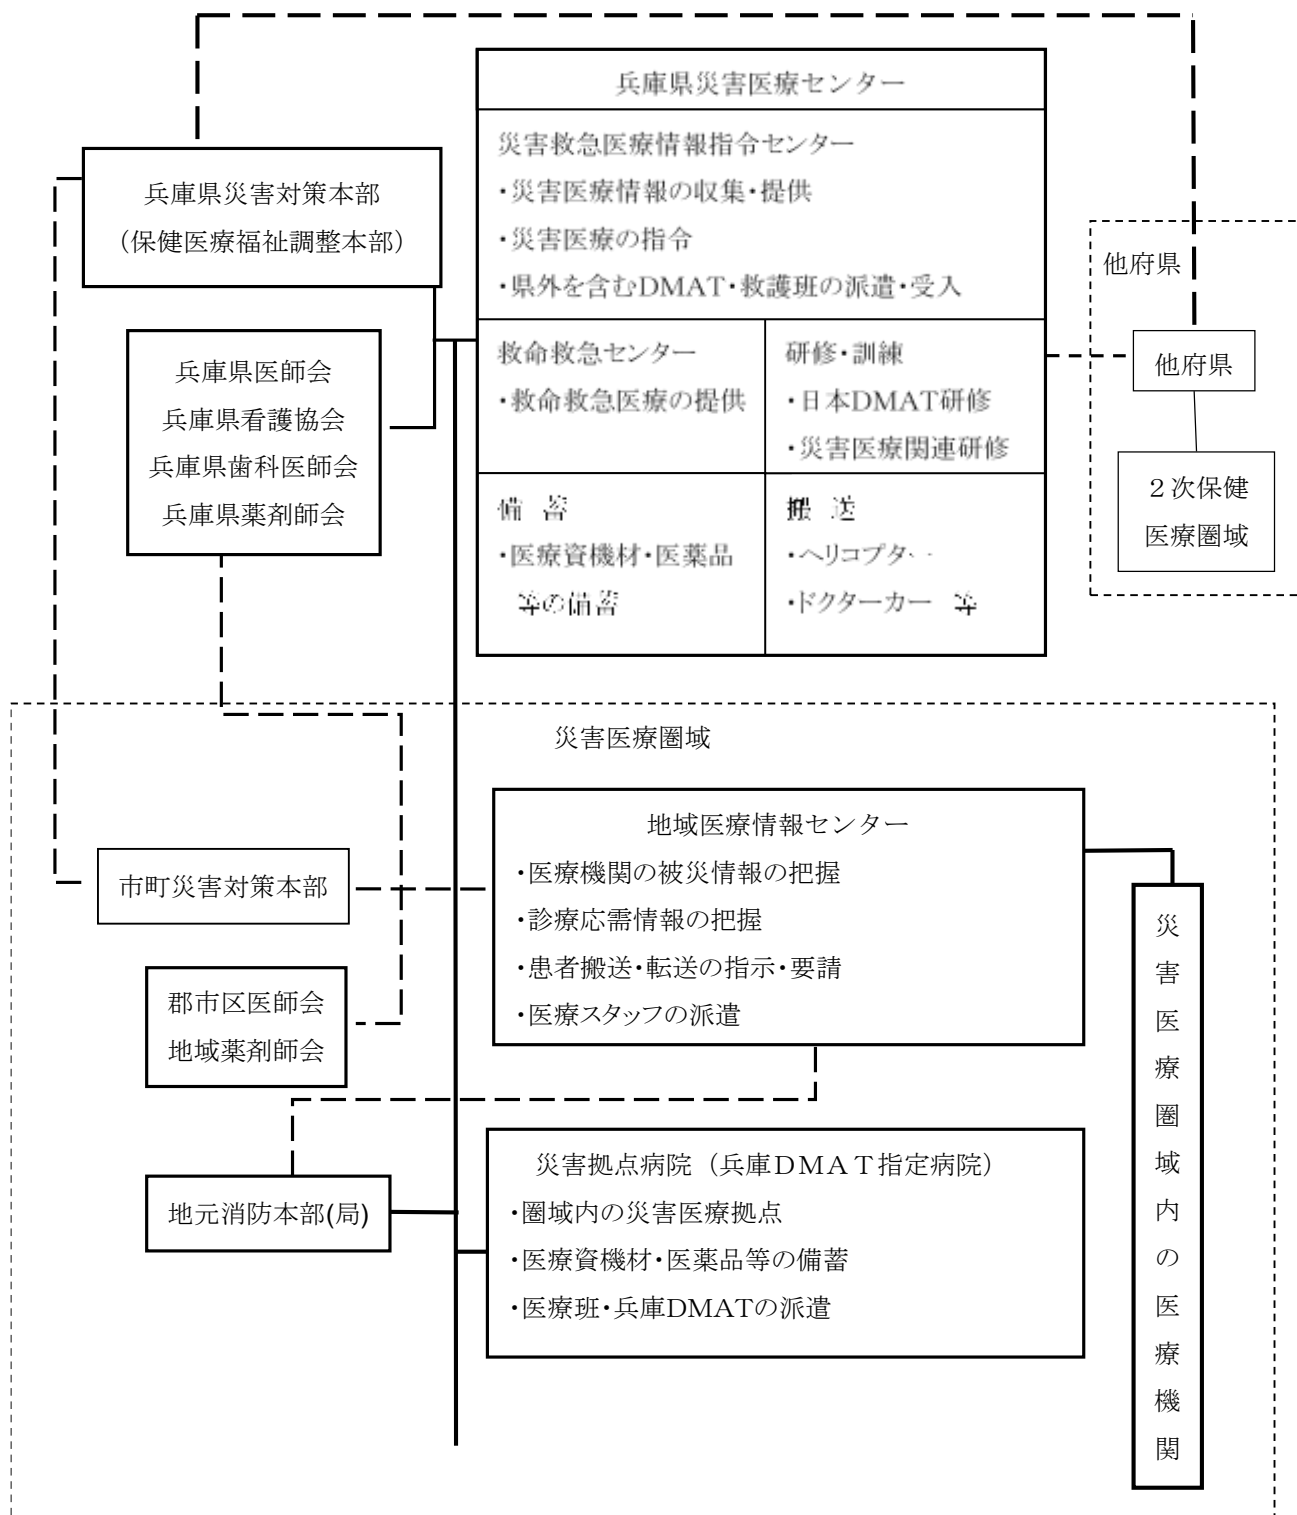 兵庫県災害医療センター
災害救急医療情報指令センター
・災害医療情報の収集・提供
・災害医療の指令
・県外を含むDMAT・救護班の派遣・受入
救命救急センター
・救命救急医療の提供
研修・訓練
・日本DMAT研修
・災害医療関連研修
備 蓄
・医療資機材・医薬品
等の備蓄
搬 送
・ヘリコプター
・ドクターカー 等
兵庫県災害対策本部
（保健医療福祉調整本部）
兵庫県医師会
兵庫県看護協会
兵庫県歯科医師会
兵庫県薬剤師会
他府県
他府県
２次保健
医療圏域
災害医療圏域
地域医療情報センター
・医療機関の被災情報の把握
・診療応需情報の把握
・患者搬送・転送の指示・要請
・医療スタッフの派遣
市町災害対策本部
郡市区医師会
地域薬剤師会
地元消防本部(局)
災害拠点病院（兵庫ＤＭＡＴ指定病院）
・圏域内の災害医療拠点
・医療資機材・医薬品等の備蓄
・医療班・兵庫DMATの派遣
災害医療圏域内の医療機関